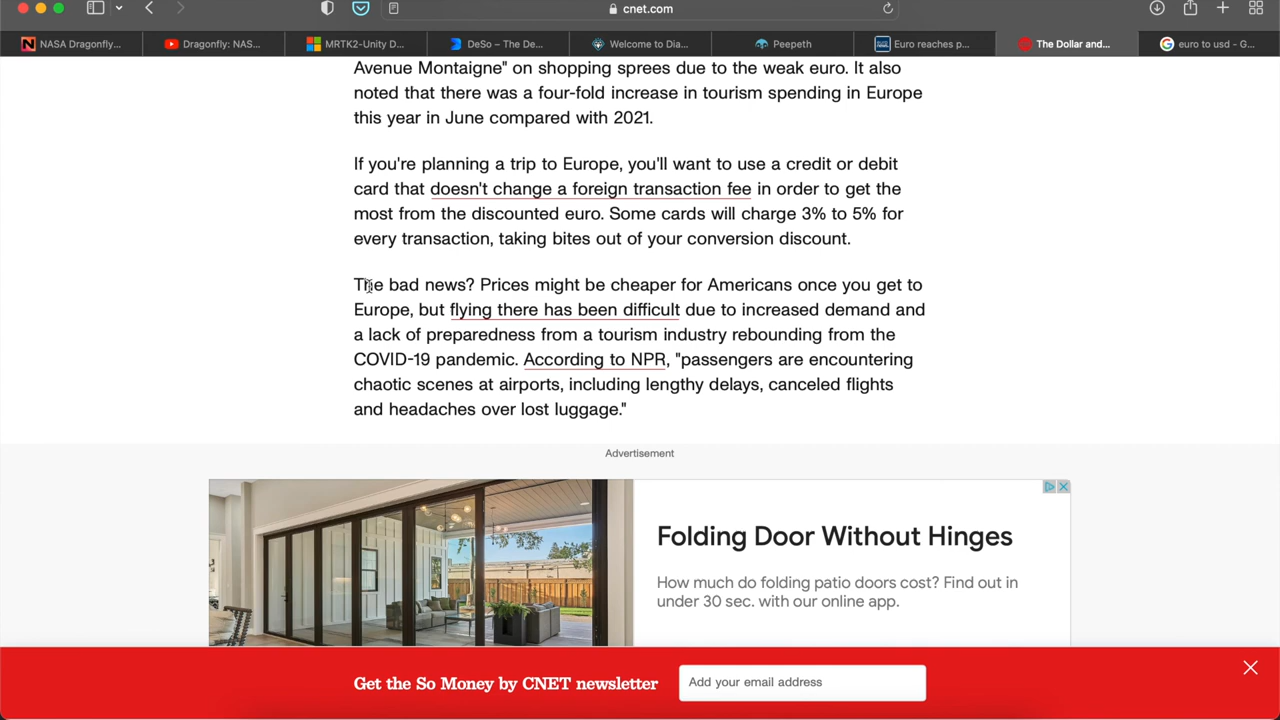 cnet.com
NASA Dragonfly...
Dragonfly: NAS...
MRTK2-Unity D...
DeSo – The De...
Welcome to Dia...
Peepeth
Euro reaches p...
The Dollar and...
euro to usd - G...
Avenue Montaigne" on shopping sprees due to the weak euro. It also
noted that there was a four-fold increase in tourism spending in Europe
this year in June compared with 2021.
If you're planning a trip to Europe, you'll want to use a credit or debit
card that doesn't change a foreign transaction fee in order to get the
most from the discounted euro. Some cards will charge 3% to 5% for
every transaction, taking bites out of your conversion discount.
The bad news? Prices might be cheaper for Americans once you get to
Europe, but flying there has been difficult due to increased demand and
a lack of preparedness from a tourism industry rebounding from the
COVID-19 pandemic. According to NPR, "passengers are encountering
chaotic scenes at airports, including lengthy delays, canceled flights
and headaches over lost luggage."
Advertisement
Folding Door Without Hinges
How much do folding patio doors cost? Find out in
under 30 sec. with our online app.
Get the So Money by CNET newsletter
Add your email address